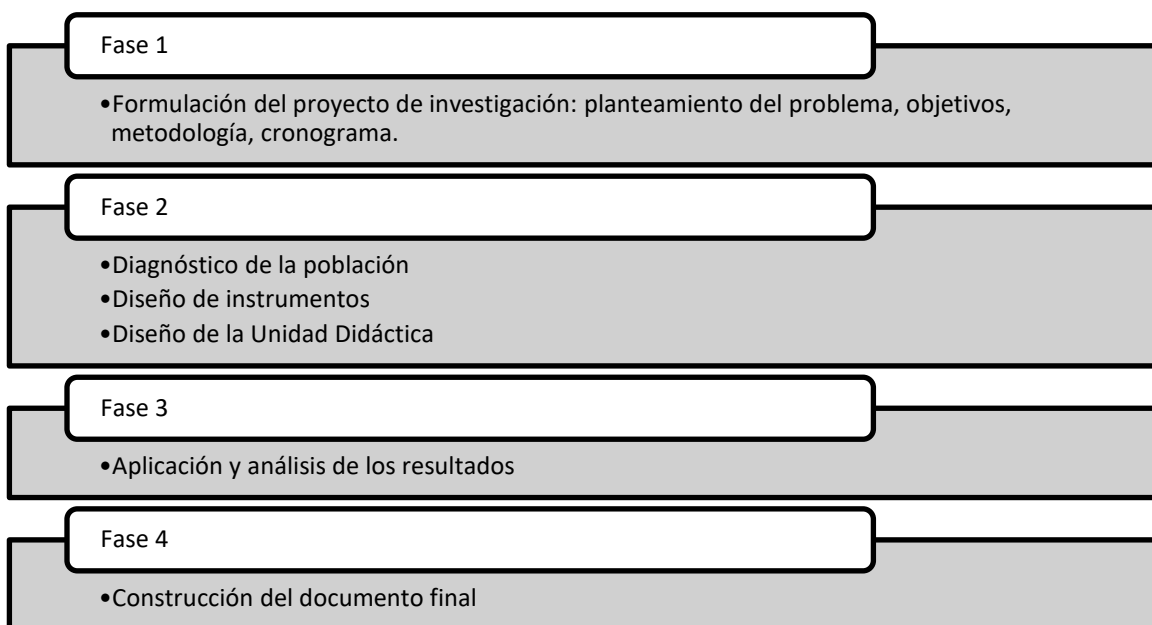 Fase 1
•Formulación del proyecto de investigación: planteamiento del problema, objetivos,
metodología, cronograma.
Fase 2
•Diagnóstico de la población
•Diseño de instrumentos
•Diseño de la Unidad Didáctica
Fase 3
•Aplicación y análisis de los resultados
Fase 4
•Construcción del documento final